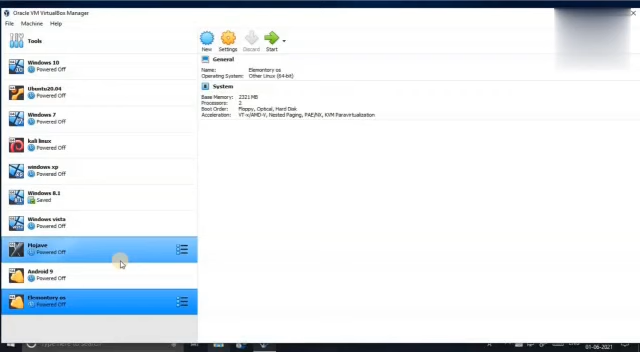 Oracle VM VirtualBox Manager
File Machine Help
Tools
New Settings Discard Start
Windows 10
Powered Off
Ubuntu20.04
Powered Off
Windows 7
Powered Off
kali linux
Powered Off
windows xp
Powered Off
Windows 8.1
Saved
Windows vista
Powered Off
Mojave
Powered Off
Android 9
Powered Off
Elementory os
Powered Off
General
Name: Elementory os
Operating System: Other Linux (64-bit)
System
Base Memory: 2321 MB
Processors: 2
Boot Order: Floppy, Optical, Hard Disk
Acceleration: VT-x/AMD-V, Nested Paging, PAE/NX, KVM Paravirtualization
Type here to search
01-06-2021